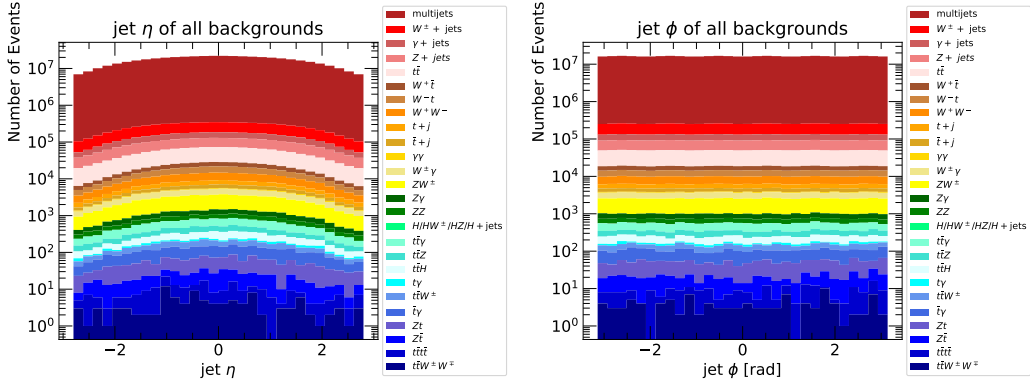 jet η of all backgrounds
Number of Events
10⁷
10⁶
10⁵
10⁴
10³
10²
10¹
10⁰
−2 0 2
jet η
multijets
W± + jets
γ + jets
Z + jets
tt̄
W⁺t̄
W⁻t
W⁺W⁻
t + j
t̄ + j
γγ
W±γ
ZW±
Zγ
ZZ
H/HW±/HZ/H + jets
tt̄γ
tt̄Z
tt̄H
tγ
tt̄W±
t̄γ
Zt
Zt̄
tt̄tt̄
tt̄W±W∓
jet ϕ of all backgrounds
Number of Events
10⁷
10⁶
10⁵
10⁴
10³
10²
10¹
10⁰
−2 0 2
jet ϕ [rad]
multijets
W± + jets
γ + jets
Z + jets
tt̄
W⁺t̄
W⁻t
W⁺W⁻
t + j
t̄ + j
γγ
W±γ
ZW±
Zγ
ZZ
H/HW±/HZ/H + jets
tt̄γ
tt̄Z
tt̄H
tγ
tt̄W±
t̄γ
Zt
Zt̄
tt̄tt̄
tt̄W±W∓